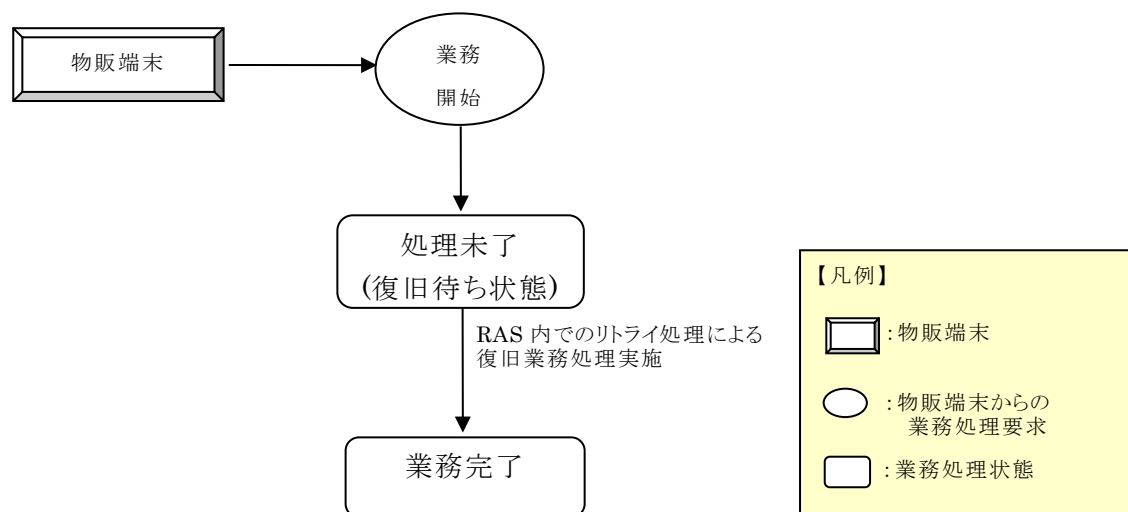 物販端末
業務
開始
処理未了
(復旧待ち状態)
RAS 内でのリトライ処理による
復旧業務処理実施
業務完了
【凡例】
:物販端末
:物販端末からの
業務処理要求
:業務処理状態